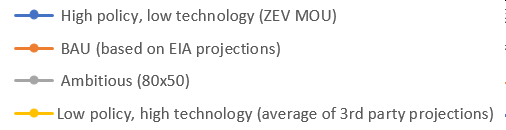 High policy, low technology (ZEV MOU)
BAU (based on EIA projections)
Ambitious (80x50)
Low policy, high technology (average of 3rd party projections)